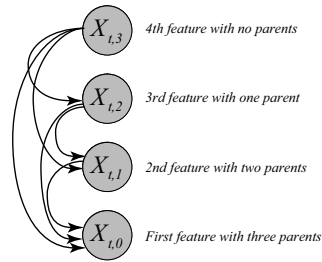 X_{t,3} 4th feature with no parents
X_{t,2} 3rd feature with one parent
X_{t,1} 2nd feature with two parents
X_{t,0} First feature with three parents